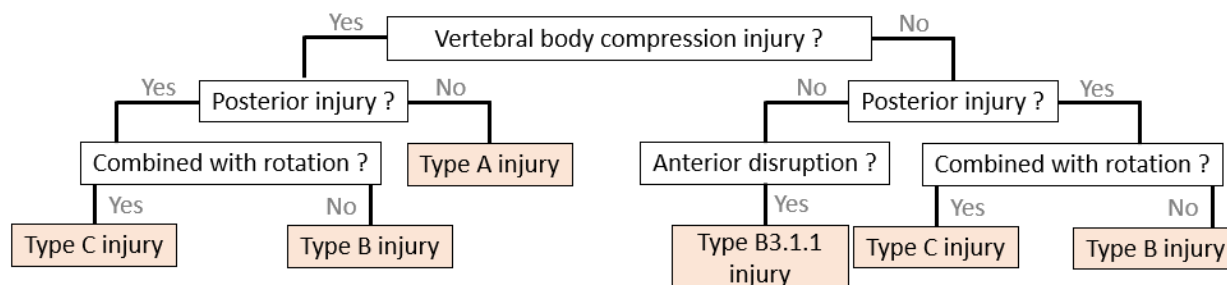 Yes
Vertebral body compression injury ?
No
Yes
Posterior injury ?
No
No
Posterior injury ?
Yes
Combined with rotation ?
Type A injury
Anterior disruption ?
Combined with rotation ?
Yes
No
Yes
Yes
No
Type C injury
Type B injury
Type B3.1.1
injury
Type C injury
Type B injury